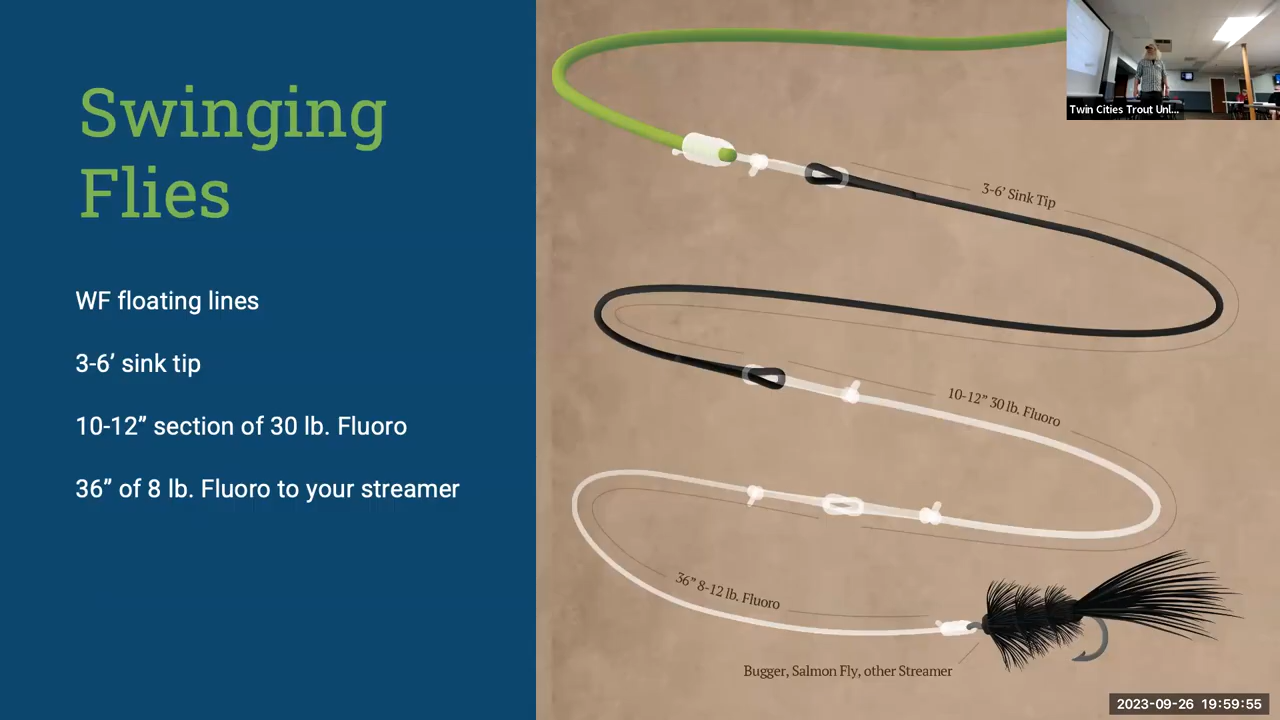 Swinging
Flies
WF floating lines
3-6’ sink tip
10-12” section of 30 lb. Fluoro
36” of 8 lb. Fluoro to your streamer
Twin Cities Trout Unl...
3-6’ Sink Tip
10-12” 30 lb. Fluoro
36” 8-12 lb. Fluoro
Bugger, Salmon Fly, other Streamer
2023-09-26 19:59:55